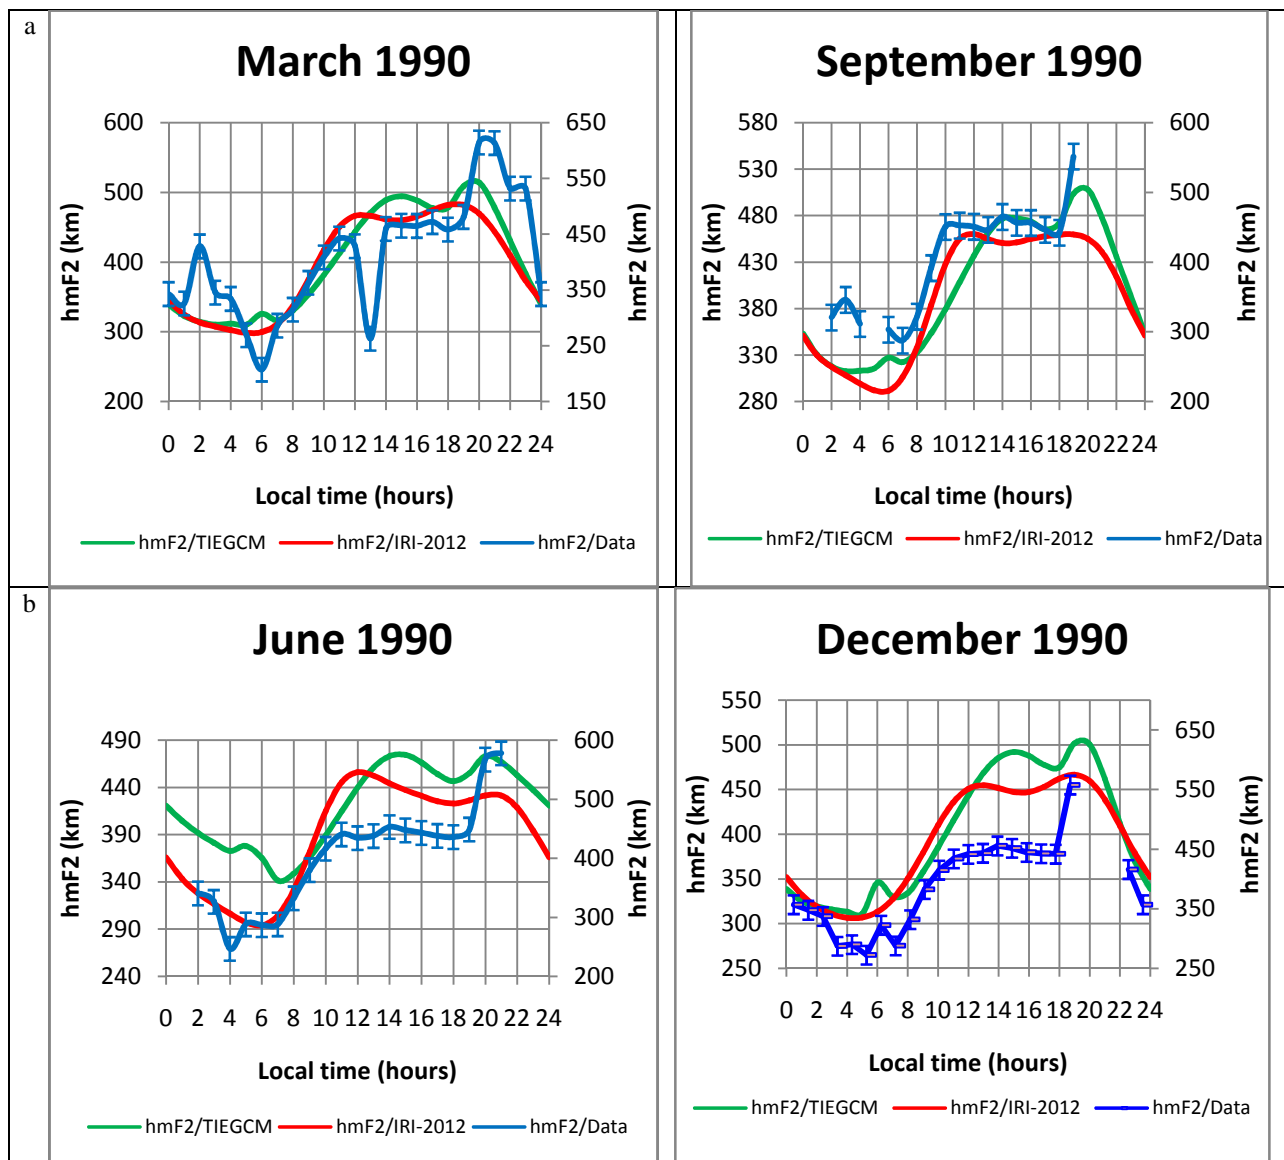 a
March 1990
600
500
400
300
200
hmF2 (km)
650
550
450
350
250
150
hmF2 (km)
0 2 4 6 8 10 12 14 16 18 20 22 24
Local time (hours)
hmF2/TIEGCM hmF2/IRI-2012 hmF2/Data
September 1990
580
530
480
430
380
330
280
hmF2 (km)
600
500
400
300
200
hmF2 (km)
0 2 4 6 8 10 12 14 16 18 20 22 24
Local time (hours)
hmF2/TIEGCM hmF2/IRI-2012 hmF2/Data
b
June 1990
490
440
390
340
290
240
hmF2 (km)
600
500
400
300
200
hmF2 (km)
0 2 4 6 8 10 12 14 16 18 20 22 24
Local time (hours)
hmF2/TIEGCM hmF2/IRI-2012 hmF2/Data
December 1990
550
500
450
400
350
300
250
hmF2 (km)
650
550
450
350
250
hmF2 (km)
0 2 4 6 8 10 12 14 16 18 20 22 24
Local time (hours)
hmF2/TIEGCM hmF2/IRI-2012 hmF2/Data